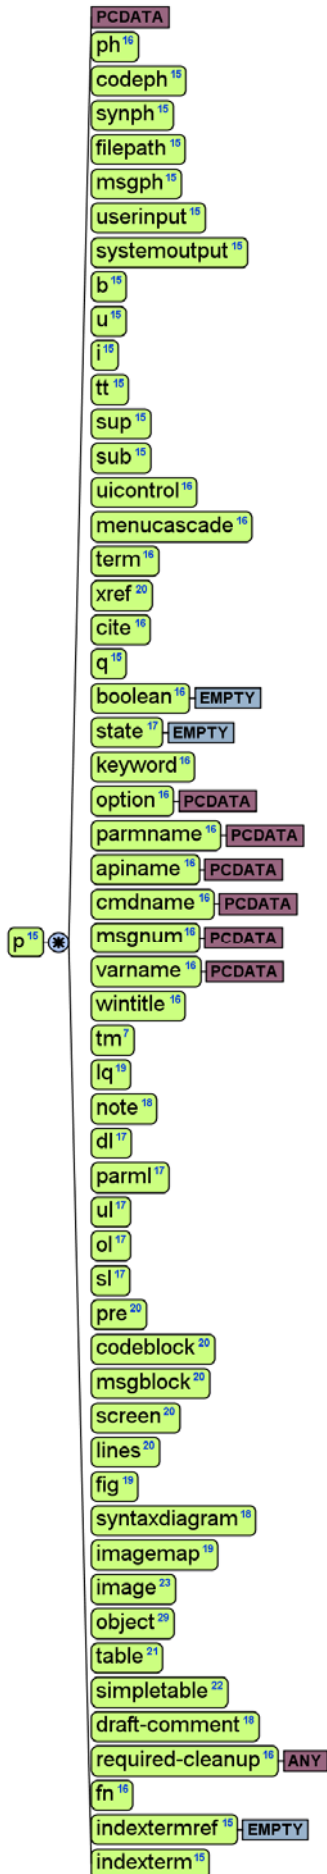 PCDATA
ph 16
codeph 15
synph 15
filepath 15
msgph 15
userinput 15
systemoutput 15
b 15
u 15
i 15
tt 15
sup 15
sub 15
uicontrol 16
menucascade 16
term 16
xref 20
cite 16
q 15
boolean 16 EMPTY
state 17 EMPTY
keyword 16
option 16 PCDATA
parmname 16 PCDATA
apiname 16 PCDATA
cmdname 16 PCDATA
p 15 msgnum 16 PCDATA
varname 16 PCDATA
wintitle 16
tm 7
lq 19
note 18
dl 17
parml 17
ul 17
ol 17
sl 17
pre 20
codeblock 20
msgblock 20
screen 20
lines 20
fig 19
syntaxdiagram 18
imagemap 19
image 23
object 29
table 21
simpletable 22
draft-comment 18
required-cleanup 16 ANY
fn 16
indextermref 15 EMPTY
indexterm 15